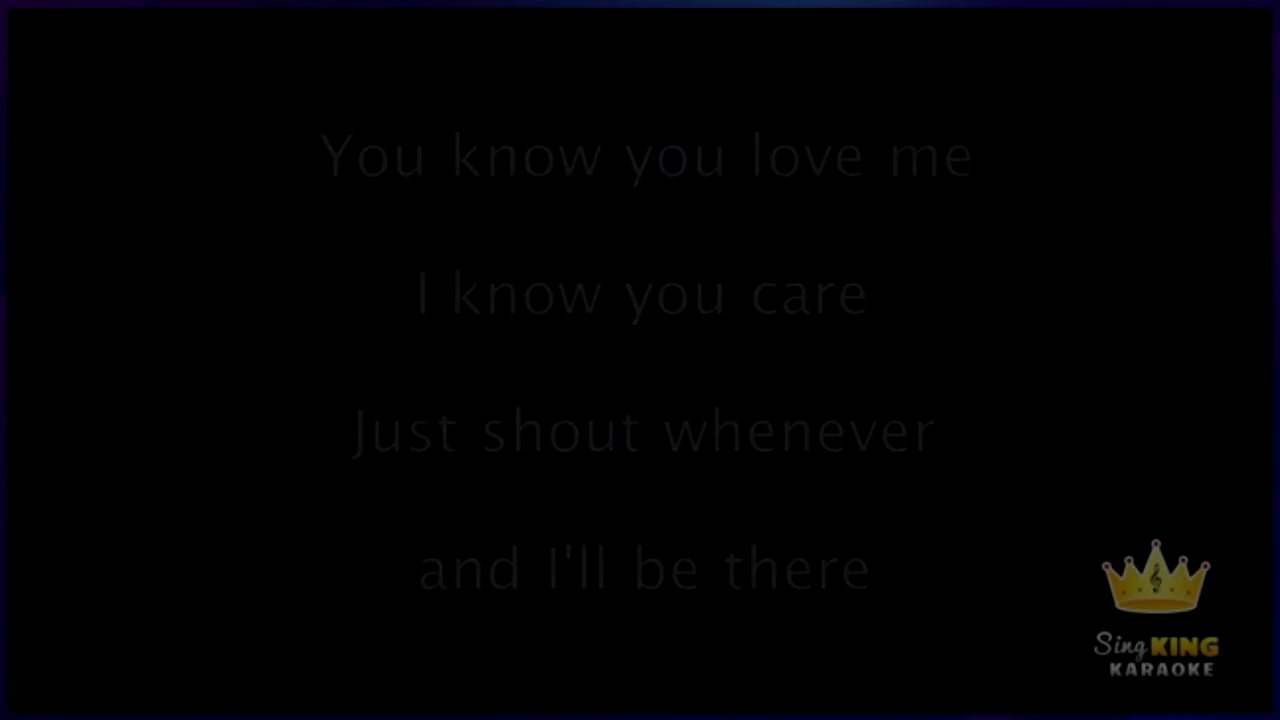 You know you love me
I know you care
Just shout whenever
and I'll be there
Sing KING
KARAOKE